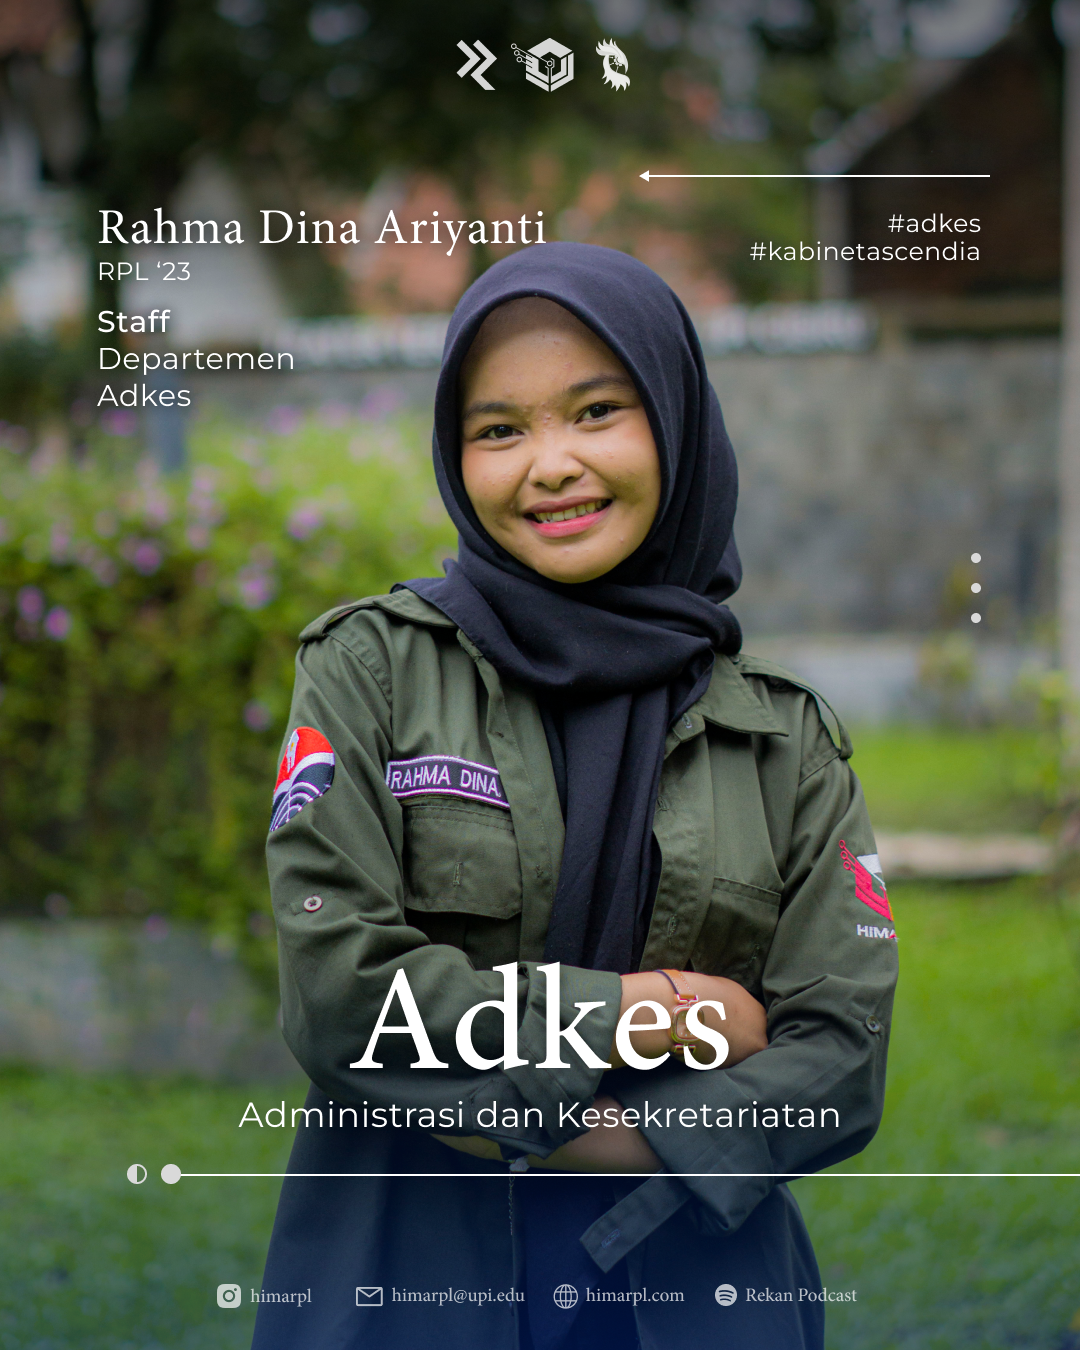 Rahma Dina Ariyanti
RPL ‘23
Staff
Departemen
Adkes
#adkes
#kabinetascendia
RAHMA DINA
HIMA
Adkes
Administrasi dan Kesekretariatan
himarpl
himarpl@upi.edu
himarpl.com
Rekan Podcast